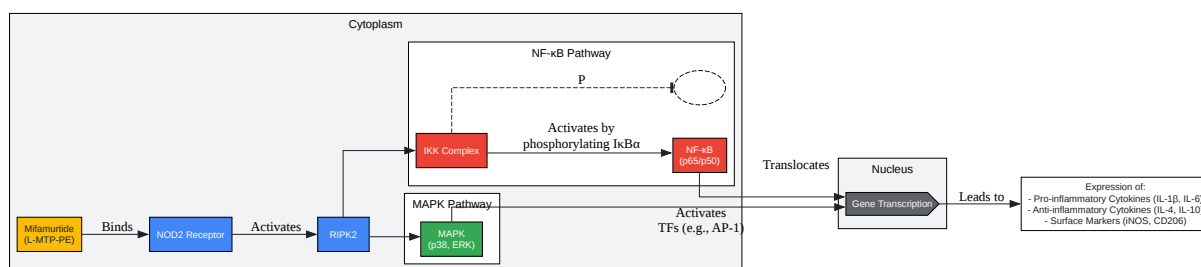 Cytoplasm
NF-κB Pathway
P
IKK Complex
Activates by
phosphorylating IκBα
NF-κB
(p65/p50)
Translocates
Nucleus
Gene Transcription
Leads to
Expression of:
- Pro-inflammatory Cytokines (IL-1β, IL-6)
- Anti-inflammatory Cytokines (IL-4, IL-10)
- Surface Markers (iNOS, CD206)
MAPK Pathway
MAPK
(p38, ERK)
Activates
TFs (e.g., AP-1)
Mifamurtide
(L-MTP-PE)
Binds
NOD2 Receptor
Activates
RIPK2